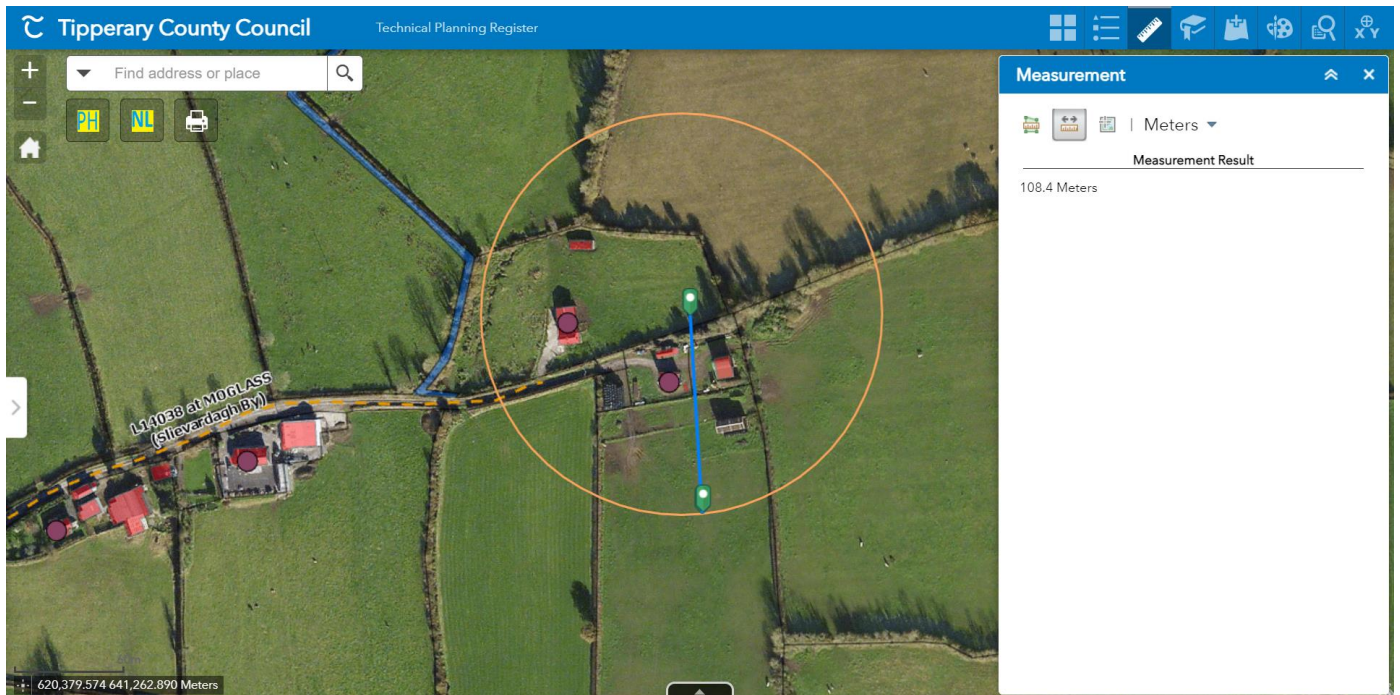 Tipperary County Council
Technical Planning Register
Find address or place
PH
NL
X Y
Measurement
Meters
Measurement Result
108.4 Meters
L14038 at MOGLASS
(Slievardagh By)
620,379.574 641,262.890 Meters